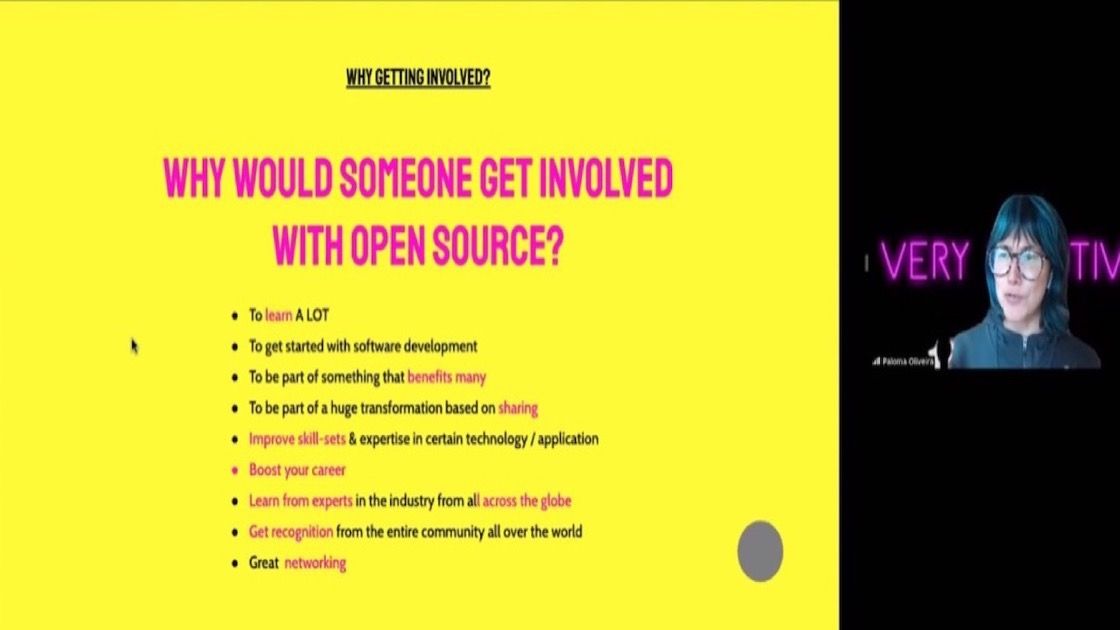 WHY GETTING INVOLVED?
WHY WOULD SOMEONE GET INVOLVED
WITH OPEN SOURCE?
• To learn A LOT
• To get started with software development
• To be part of something that benefits many
• To be part of a huge transformation based on sharing
• Improve skill-sets & expertise in certain technology / application
• Boost your career
• Learn from experts in the industry from all across the globe
• Get recognition from the entire community all over the world
• Great networking
VERY
TIV
Paloma Oliveira